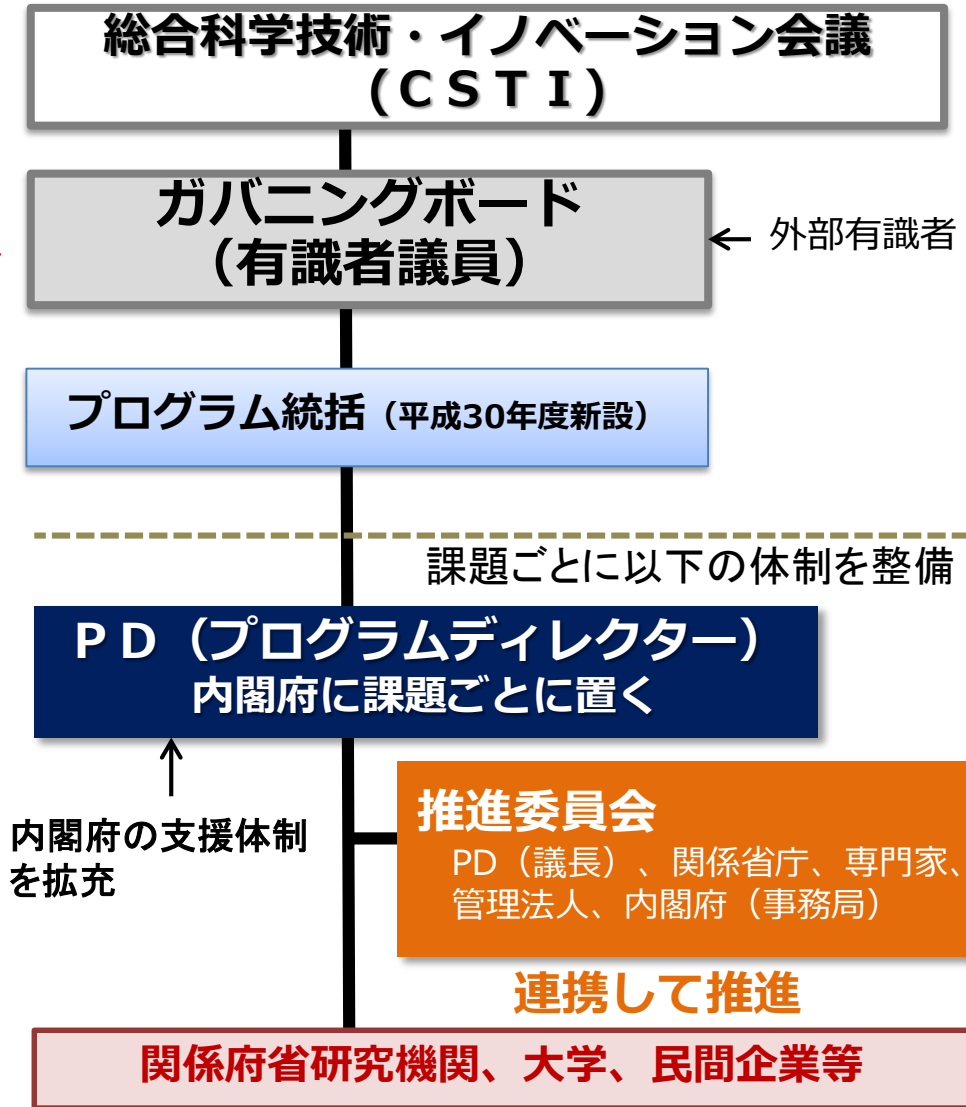 総合科学技術・イノベーション会議
(ＣＳＴＩ)
ガバニングボード
（有識者議員）
外部有識者
プログラム統括（平成30年度新設）
課題ごとに以下の体制を整備
ＰＤ（プログラムディレクター）
内閣府に課題ごとに置く
内閣府の支援体制
を拡充
推進委員会
PD（議長）、関係省庁、専門家、
管理法人、内閣府（事務局）
連携して推進
関係府省研究機関、大学、民間企業等